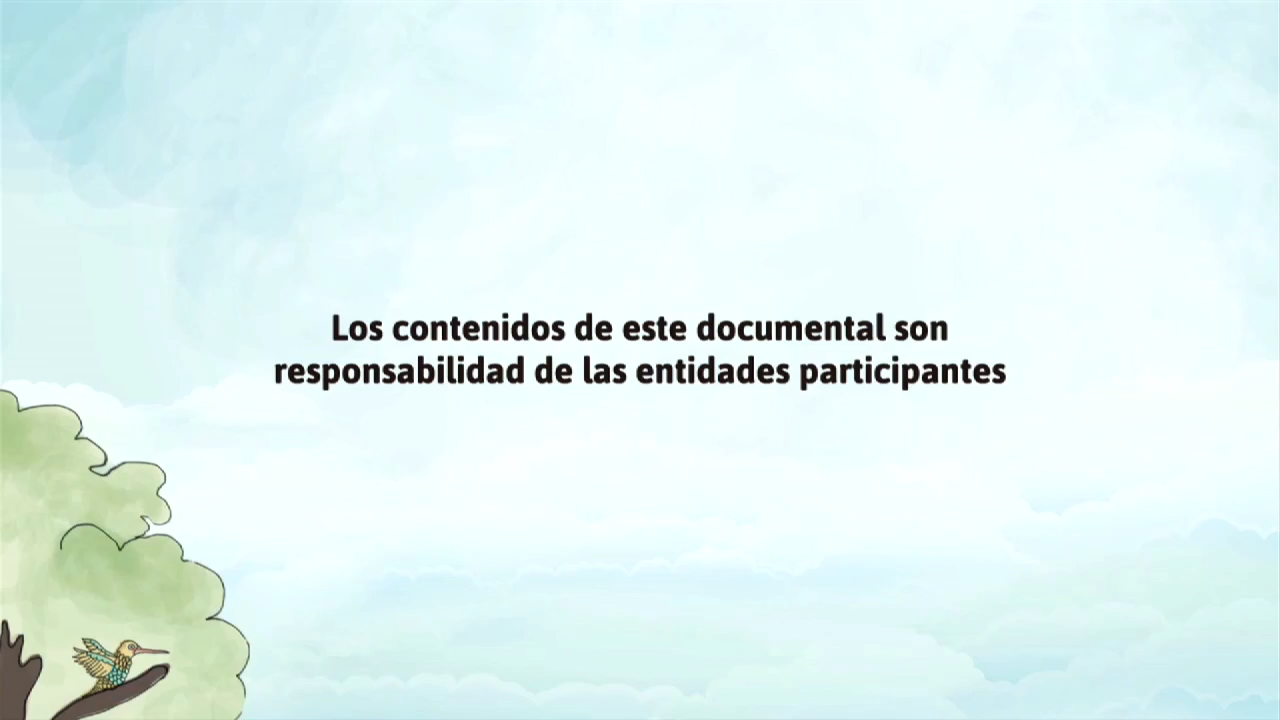 Los contenidos de este documental son
responsabilidad de las entidades participantes